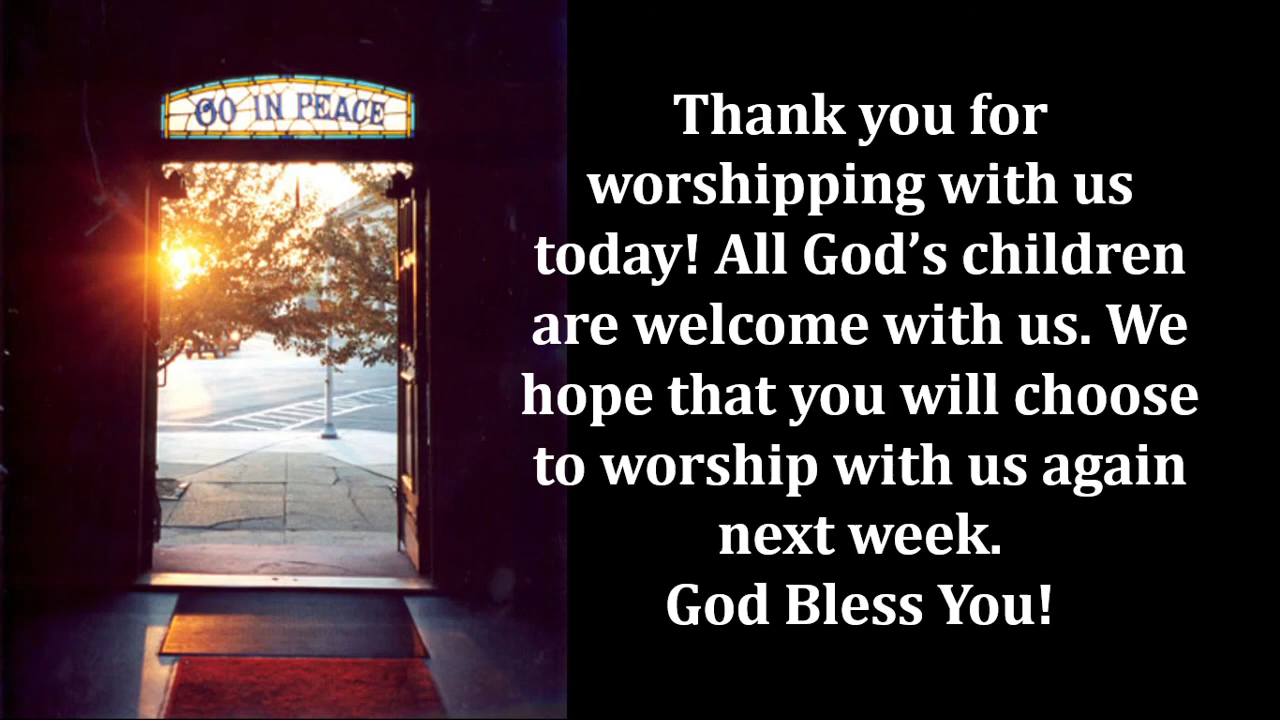 GO IN PEACE
Thank you for
worshipping with us
today! All God’s children
are welcome with us. We
hope that you will choose
to worship with us again
next week.
God Bless You!